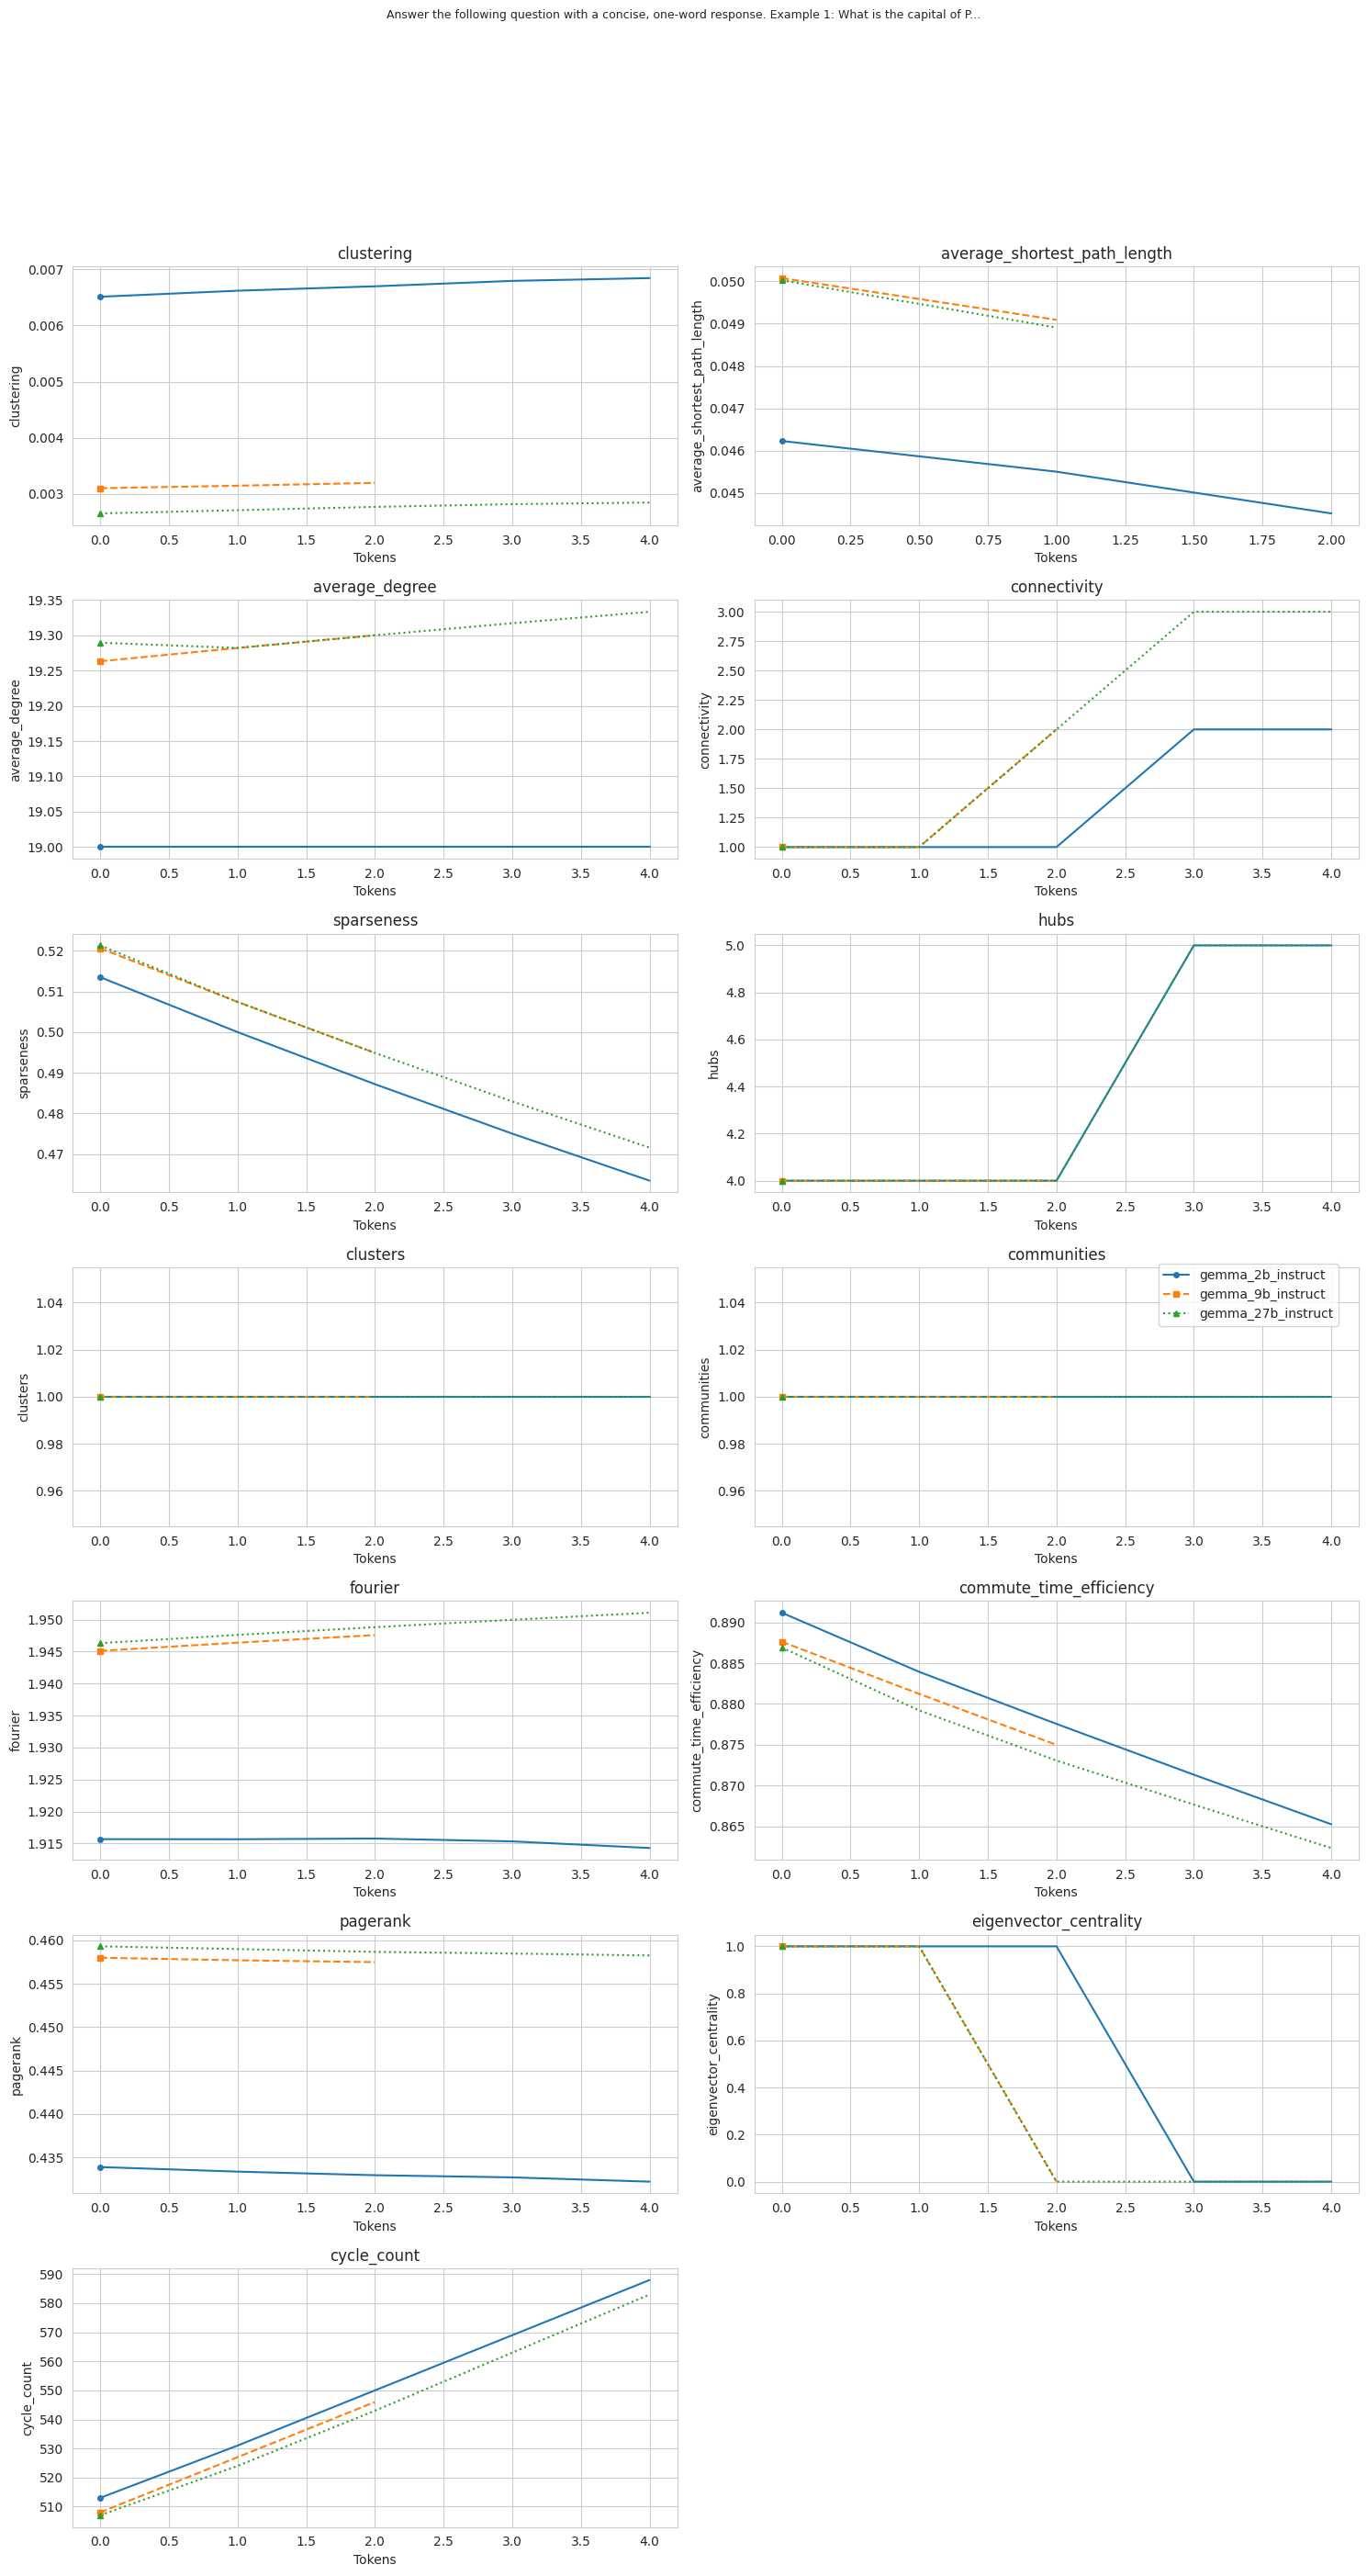 Answer the following question with a concise, one-word response. Example 1: What is the capital of P...
clustering
clustering
0.007
0.006
0.005
0.004
0.003
0.0 0.5 1.0 1.5 2.0 2.5 3.0 3.5 4.0
Tokens
average_shortest_path_length
average_shortest_path_length
0.050
0.049
0.048
0.047
0.046
0.045
0.00 0.25 0.50 0.75 1.00 1.25 1.50 1.75 2.00
Tokens
average_degree
average_degree
19.35
19.30
19.25
19.20
19.15
19.10
19.05
19.00
0.0 0.5 1.0 1.5 2.0 2.5 3.0 3.5 4.0
Tokens
connectivity
connectivity
3.00
2.75
2.50
2.25
2.00
1.75
1.50
1.25
1.00
0.0 0.5 1.0 1.5 2.0 2.5 3.0 3.5 4.0
Tokens
sparseness
sparseness
0.52
0.51
0.50
0.49
0.48
0.47
0.0 0.5 1.0 1.5 2.0 2.5 3.0 3.5 4.0
Tokens
hubs
hubs
5.0
4.8
4.6
4.4
4.2
4.0
0.0 0.5 1.0 1.5 2.0 2.5 3.0 3.5 4.0
Tokens
clusters
clusters
1.04
1.02
1.00
0.98
0.96
0.0 0.5 1.0 1.5 2.0 2.5 3.0 3.5 4.0
Tokens
communities
communities
1.04
1.02
1.00
0.98
0.96
gemma_2b_instruct
gemma_9b_instruct
gemma_27b_instruct
0.0 0.5 1.0 1.5 2.0 2.5 3.0 3.5 4.0
Tokens
fourier
fourier
1.950
1.945
1.940
1.935
1.930
1.925
1.920
1.915
0.0 0.5 1.0 1.5 2.0 2.5 3.0 3.5 4.0
Tokens
commute_time_efficiency
commute_time_efficiency
0.890
0.885
0.880
0.875
0.870
0.865
0.0 0.5 1.0 1.5 2.0 2.5 3.0 3.5 4.0
Tokens
pagerank
pagerank
0.460
0.455
0.450
0.445
0.440
0.435
0.0 0.5 1.0 1.5 2.0 2.5 3.0 3.5 4.0
Tokens
eigenvector_centrality
eigenvector_centrality
1.0
0.8
0.6
0.4
0.2
0.0
0.0 0.5 1.0 1.5 2.0 2.5 3.0 3.5 4.0
Tokens
cycle_count
cycle_count
590
580
570
560
550
540
530
520
510
0.0 0.5 1.0 1.5 2.0 2.5 3.0 3.5 4.0
Tokens